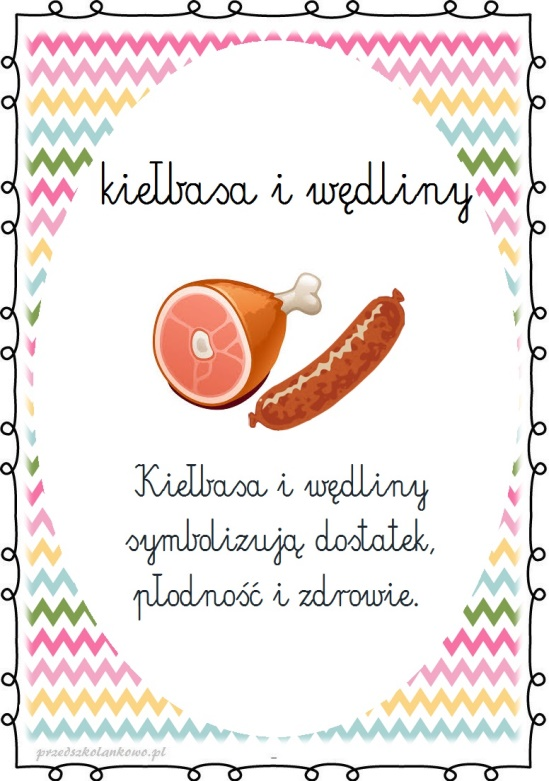 kiełbasa i wędliny
Kiełbasa i wędliny
symbolizują dostatek,
płodność i zdrowie.
przedszkolankowo.pl